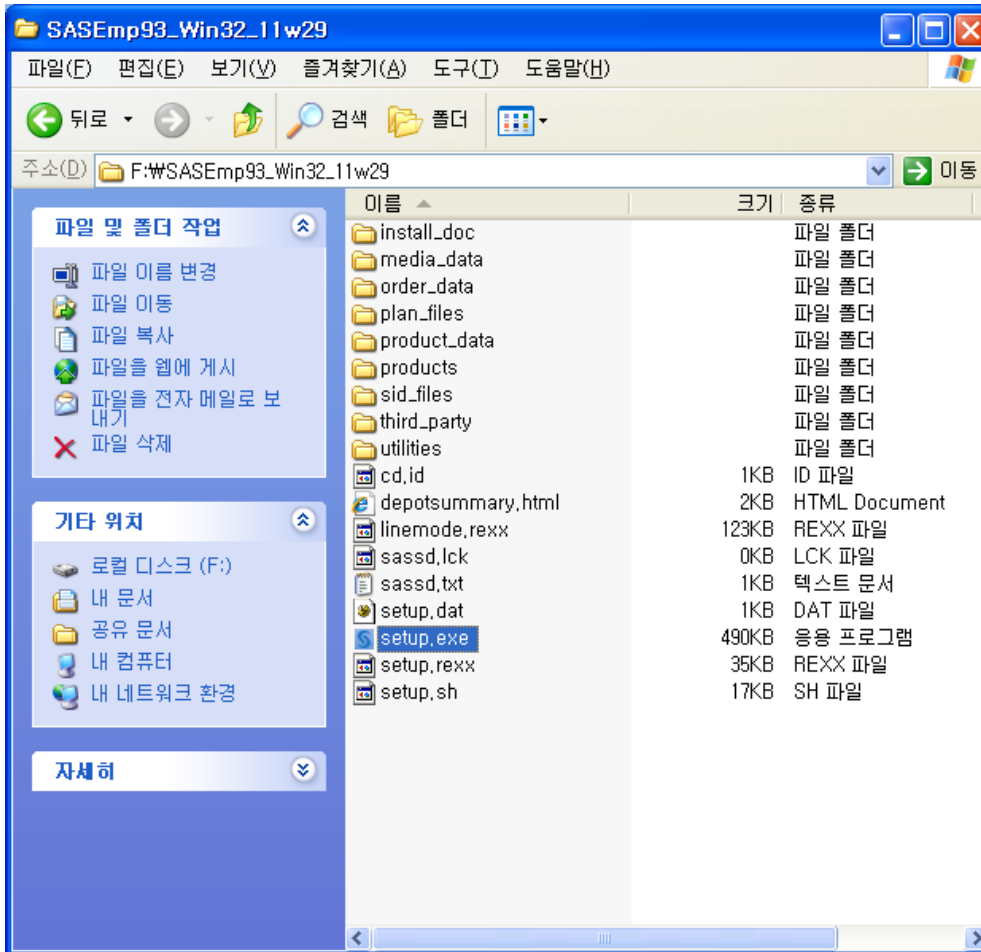 SASEmp93_Win32_11w29
파일(F) 편집(E) 보기(V) 즐겨찾기(A) 도구(T) 도움말(H)
뒤로 검색 폴더
주소(D) F:₩SASEmp93_Win32_11w29 이동
파일 및 폴더 작업
파일 이름 변경
파일 이동
파일 복사
파일을 웹에 게시
파일을 전자 메일로 보
내기
파일 삭제
기타 위치
로컬 디스크 (F:)
내 문서
공유 문서
내 컴퓨터
내 네트워크 환경
자세히
이름 크기 종류
install_doc 파일 폴더
media_data 파일 폴더
order_data 파일 폴더
plan_files 파일 폴더
product_data 파일 폴더
products 파일 폴더
sid_files 파일 폴더
third_party 파일 폴더
utilities 파일 폴더
cd.id 1KB ID 파일
depotsummary.html 2KB HTML Document
linemode.rexx 123KB REXX 파일
sassd.lck 0KB LCK 파일
sassd.txt 1KB 텍스트 문서
setup.dat 1KB DAT 파일
setup.exe 490KB 응용 프로그램
setup.rexx 35KB REXX 파일
setup.sh 17KB SH 파일